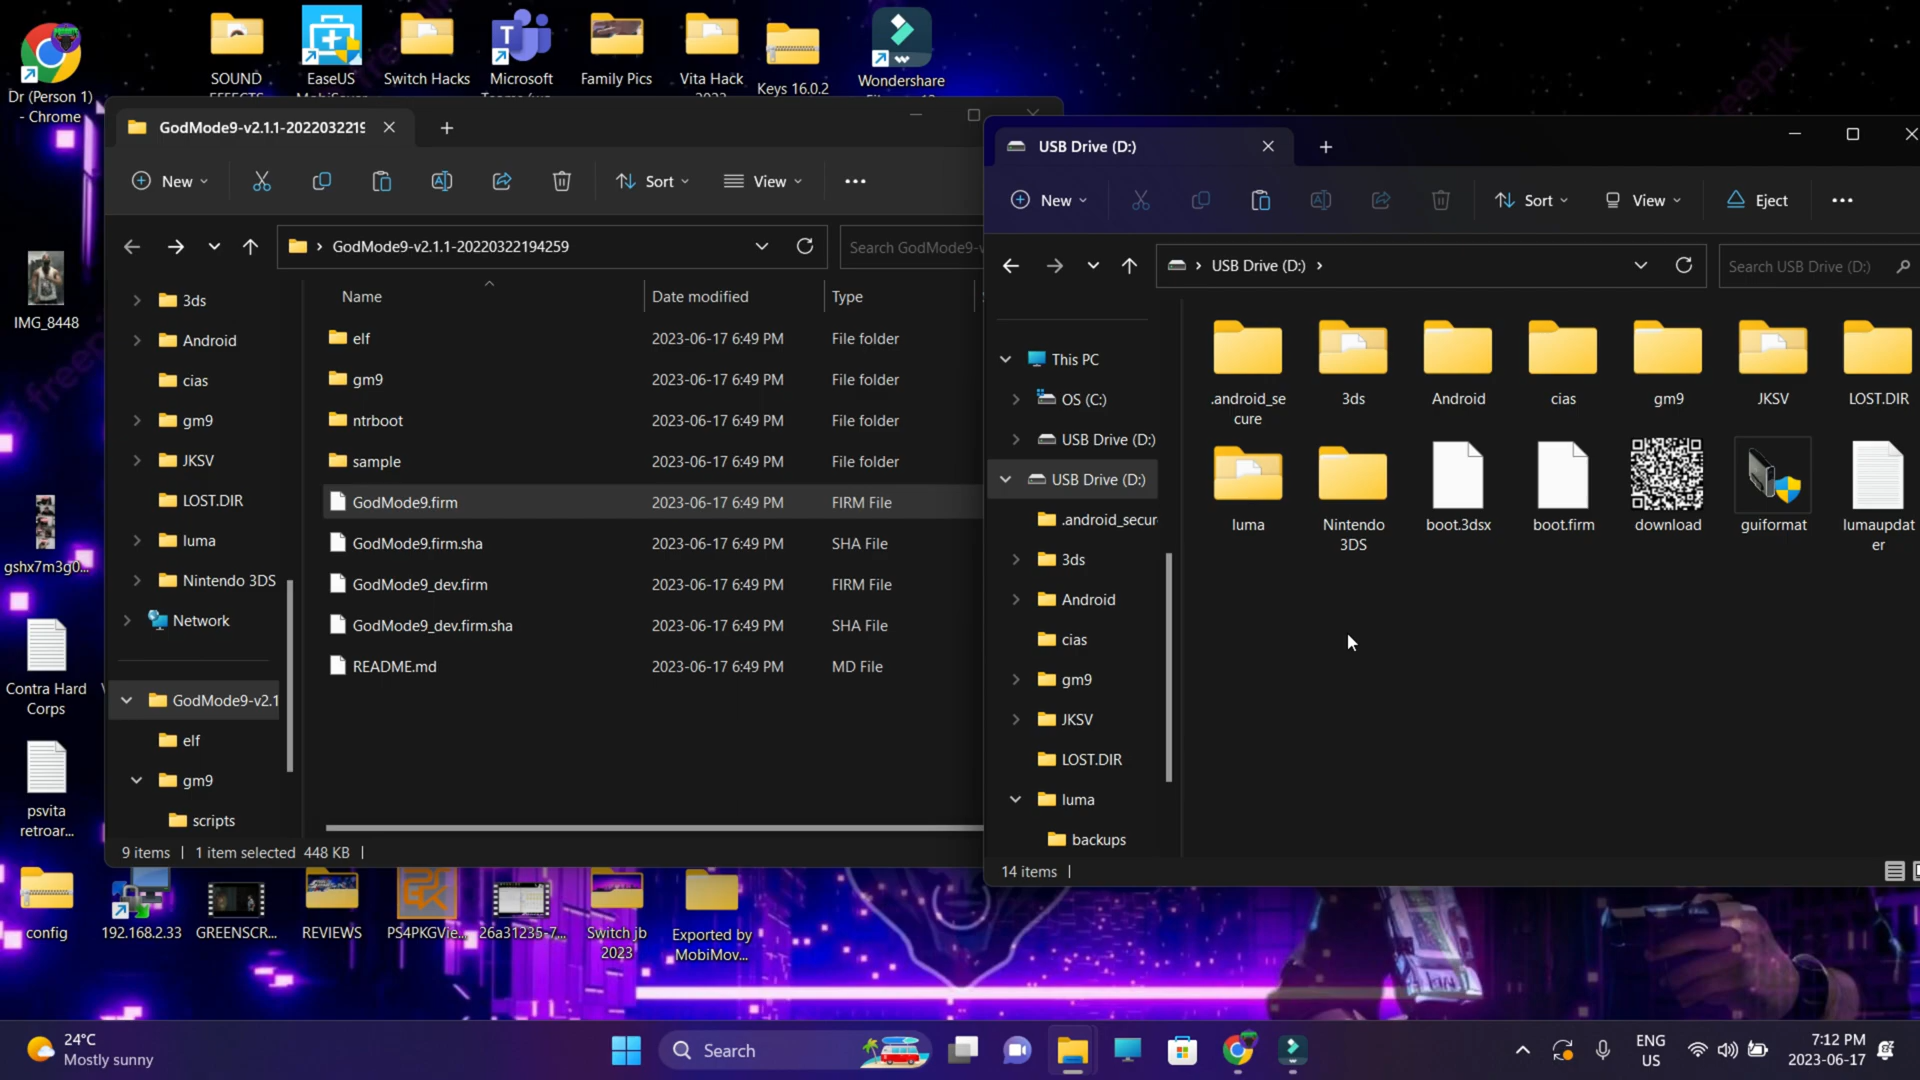 SOUND
EFFECTS
EaseUS
MobiSaver
Switch Hacks
Microsoft
Family Pics
Vita Hack
2023
Keys 16.0.2
Wondershare
Dr (Person 1)
- Chrome
GodMode9-v2.1.1-2022032219
New
Sort
View
GodMode9-v2.1.1-20220322194259
Search GodMode9-v
3ds
Android
cias
gm9
JKSV
LOST.DIR
luma
Nintendo 3DS
Network
GodMode9-v2.1
elf
gm9
scripts
Name
Date modified
Type
elf 2023-06-17 6:49 PM File folder
gm9 2023-06-17 6:49 PM File folder
ntrboot 2023-06-17 6:49 PM File folder
sample 2023-06-17 6:49 PM File folder
GodMode9.firm 2023-06-17 6:49 PM FIRM File
GodMode9.firm.sha 2023-06-17 6:49 PM SHA File
GodMode9_dev.firm 2023-06-17 6:49 PM FIRM File
GodMode9_dev.firm.sha 2023-06-17 6:49 PM SHA File
README.md 2023-06-17 6:49 PM MD File
9 items
1 item selected 448 KB
USB Drive (D:)
New
Sort
View
Eject
USB Drive (D:)
Search USB Drive (D:)
This PC
OS (C:)
USB Drive (D:)
USB Drive (D:)
.android_secur
3ds
Android
cias
gm9
JKSV
LOST.DIR
luma
backups
.android_se
cure
3ds
Android
cias
gm9
JKSV
LOST.DIR
luma
Nintendo
3DS
boot.3dsx
boot.firm
download
guiformat
lumaupdat
er
14 items
IMG_8448
gshx7m3g0...
Contra Hard
Corps
psvita
retroar...
config
192.168.2.33
GREENSCR...
REVIEWS
PS4PKGVie...
26a31235-7...
Switch jb
2023
Exported by
MobiMov...
freepik
freepik
24°C
Mostly sunny
Search
ENG
US
7:12 PM
2023-06-17